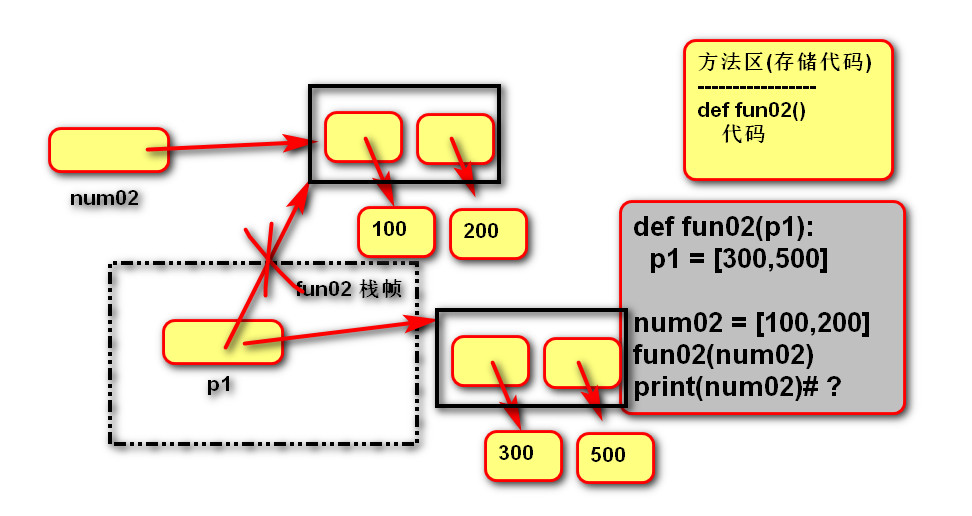 方法区(存储代码)
-----------------
def fun02()
代码
num02
100
200
fun02 栈帧
p1
300
500
def fun02(p1):
p1 = [300,500]
num02 = [100,200]
fun02(num02)
print(num02)# ?